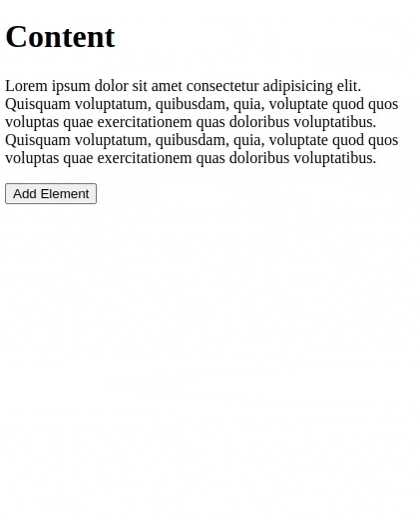 Content
Lorem ipsum dolor sit amet consectetur adipisicing elit.
Quisquam voluptatum, quibusdam, quia, voluptate quod quos
voluptas quae exercitationem quas doloribus voluptatibus.
Quisquam voluptatum, quibusdam, quia, voluptate quod quos
voluptas quae exercitationem quas doloribus voluptatibus.
Add Element